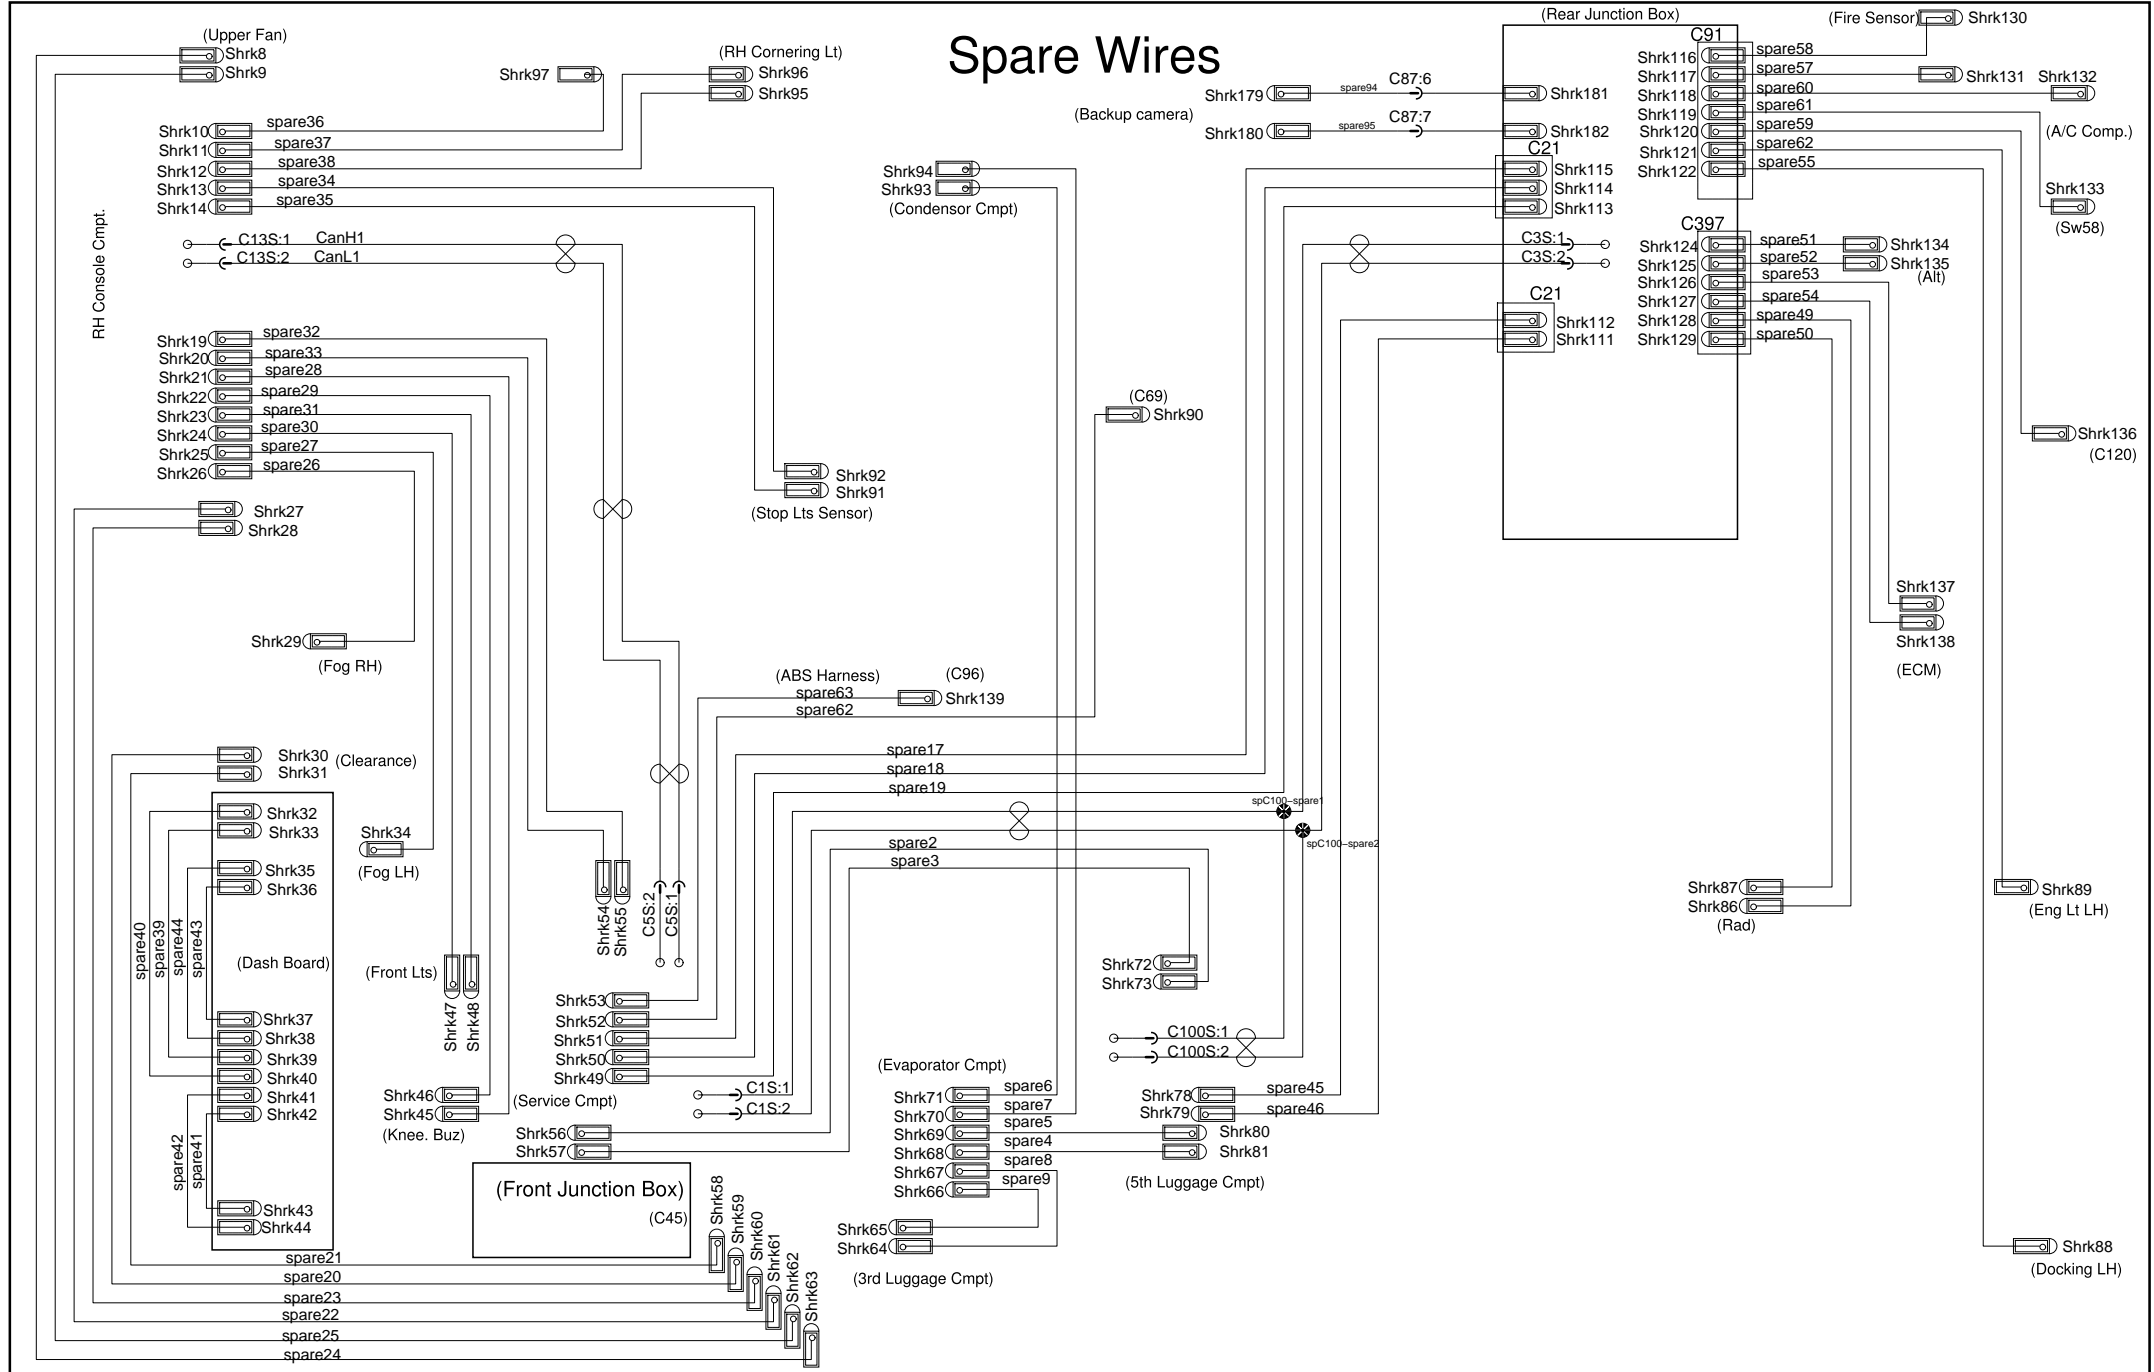 Spare Wires
(Upper Fan)
Shrk8
Shrk9
Shrk97
(RH Cornering Lt)
Shrk96
Shrk95
Shrk10 spare36
Shrk11 spare37
Shrk12 spare38
Shrk13 spare34
Shrk14 spare35
RH Console Cmpt.
C13S:1 CanH1
C13S:2 CanL1
Shrk19 spare32
Shrk20 spare33
Shrk21 spare28
Shrk22 spare29
Shrk23 spare31
Shrk24 spare30
Shrk25 spare27
Shrk26 spare26
Shrk27
Shrk28
Shrk29
(Fog RH)
Shrk30 (Clearance)
Shrk31
Shrk32
Shrk33
Shrk34
(Fog LH)
Shrk35
Shrk36
spare40
spare39
spare44
spare43
(Dash Board)
Shrk37
Shrk38
Shrk39
Shrk40
Shrk41
Shrk42
spare42
spare41
Shrk43
Shrk44
(Front Lts)
Shrk47
Shrk48
Shrk46
Shrk45
(Knee. Buz)
spare21
spare20
spare23
spare22
spare25
spare24
Shrk94
Shrk93
(Condensor Cmpt)
Shrk92
Shrk91
(Stop Lts Sensor)
(C69)
Shrk90
(ABS Harness) (C96)
spare63 Shrk139
spare62
spare17
spare18
spare19
spC100-spare1
spC100-spare2
spare2
spare3
Shrk54
Shrk55
C5S:2
C5S:1
Shrk53
Shrk52
Shrk51
Shrk50
Shrk49
(Service Cmpt)
C1S:1
C1S:2
Shrk56
Shrk57
(Front Junction Box)
(C45)
Shrk58
Shrk59
Shrk60
Shrk61
Shrk62
Shrk63
Shrk72
Shrk73
C100S:1
C100S:2
(Evaporator Cmpt)
Shrk71 spare6
Shrk70 spare7
Shrk69 spare5
Shrk68 spare4
Shrk67 spare8
Shrk66 spare9
Shrk65
Shrk64
(3rd Luggage Cmpt)
Shrk78 spare45
Shrk79 spare46
Shrk80
Shrk81
(5th Luggage Cmpt)
(Rear Junction Box)
Shrk179 spare94 C87:6 Shrk181
(Backup camera)
Shrk180 spare95 C87:7 Shrk182
C21
Shrk115
Shrk114
Shrk113
C3S:1
C3S:2
C21
Shrk112
Shrk111
C91
Shrk116 spare58
Shrk117 spare57
Shrk118 spare60
Shrk119 spare61
Shrk120 spare59
Shrk121 spare62
Shrk122 spare55
C397
Shrk124 spare51 Shrk134
Shrk125 spare52 Shrk135
(Alt)
Shrk126 spare53
Shrk127 spare54
Shrk128 spare49
Shrk129 spare50
(Fire Sensor) Shrk130
Shrk131 Shrk132
(A/C Comp.)
Shrk133
(Sw58)
Shrk136
(C120)
Shrk137
Shrk138
(ECM)
Shrk87
Shrk86
(Rad)
Shrk89
(Eng Lt LH)
Shrk88
(Docking LH)